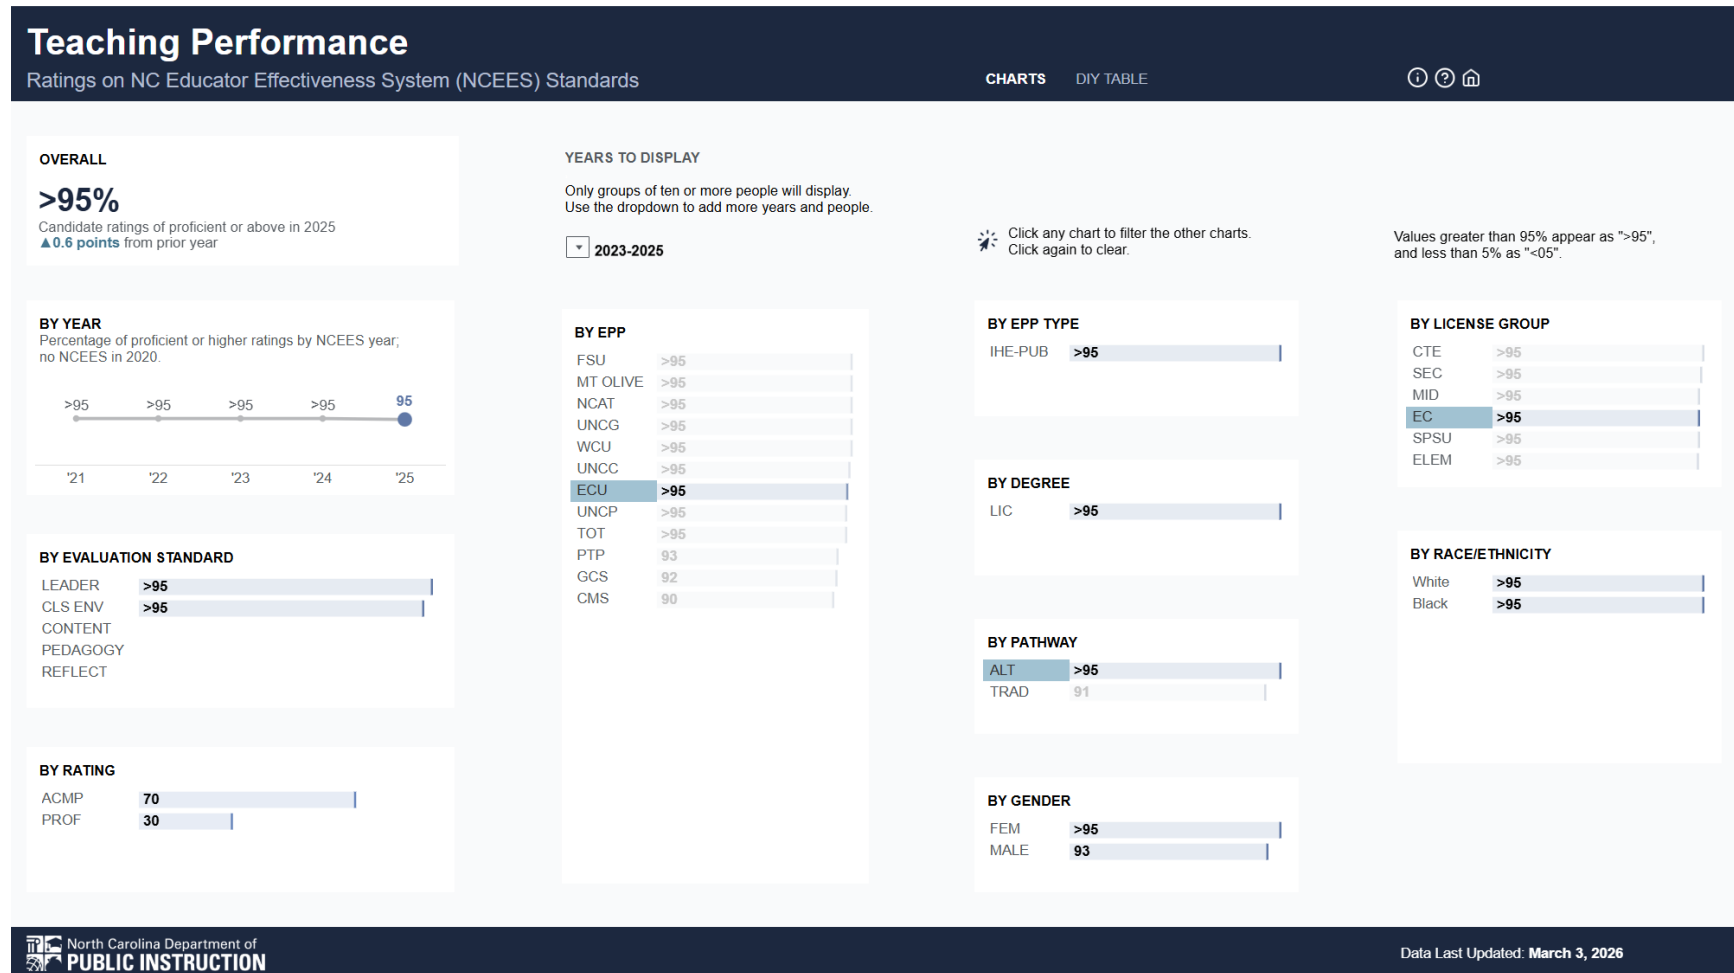 Teaching Performance
Ratings on NC Educator Effectiveness System (NCEES) Standards
CHARTS
DIY TABLE
OVERALL
>95%
Candidate ratings of proficient or above in 2025
▲0.6 points from prior year
YEARS TO DISPLAY
Only groups of ten or more people will display.
Use the dropdown to add more years and people.
2023-2025
Click any chart to filter the other charts.
Click again to clear.
Values greater than 95% appear as ">95",
and less than 5% as "<05".
BY YEAR
Percentage of proficient or higher ratings by NCEES year;
no NCEES in 2020.
>95 >95 >95 >95 95
'21 '22 '23 '24 '25
BY EVALUATION STANDARD
LEADER >95
CLS ENV >95
CONTENT
PEDAGOGY
REFLECT
BY RATING
ACMP 70
PROF 30
BY EPP
FSU >95
MT OLIVE >95
NCAT >95
UNCG >95
WCU >95
UNCC >95
ECU >95
UNCP >95
TOT >95
PTP 93
GCS 92
CMS 90
BY EPP TYPE
IHE-PUB >95
BY DEGREE
LIC >95
BY PATHWAY
ALT >95
TRAD 91
BY GENDER
FEM >95
MALE 93
BY LICENSE GROUP
CTE >95
SEC >95
MID >95
EC >95
SPSU >95
ELEM >95
BY RACE/ETHNICITY
White >95
Black >95
North Carolina Department of
PUBLIC INSTRUCTION
Data Last Updated: March 3, 2026